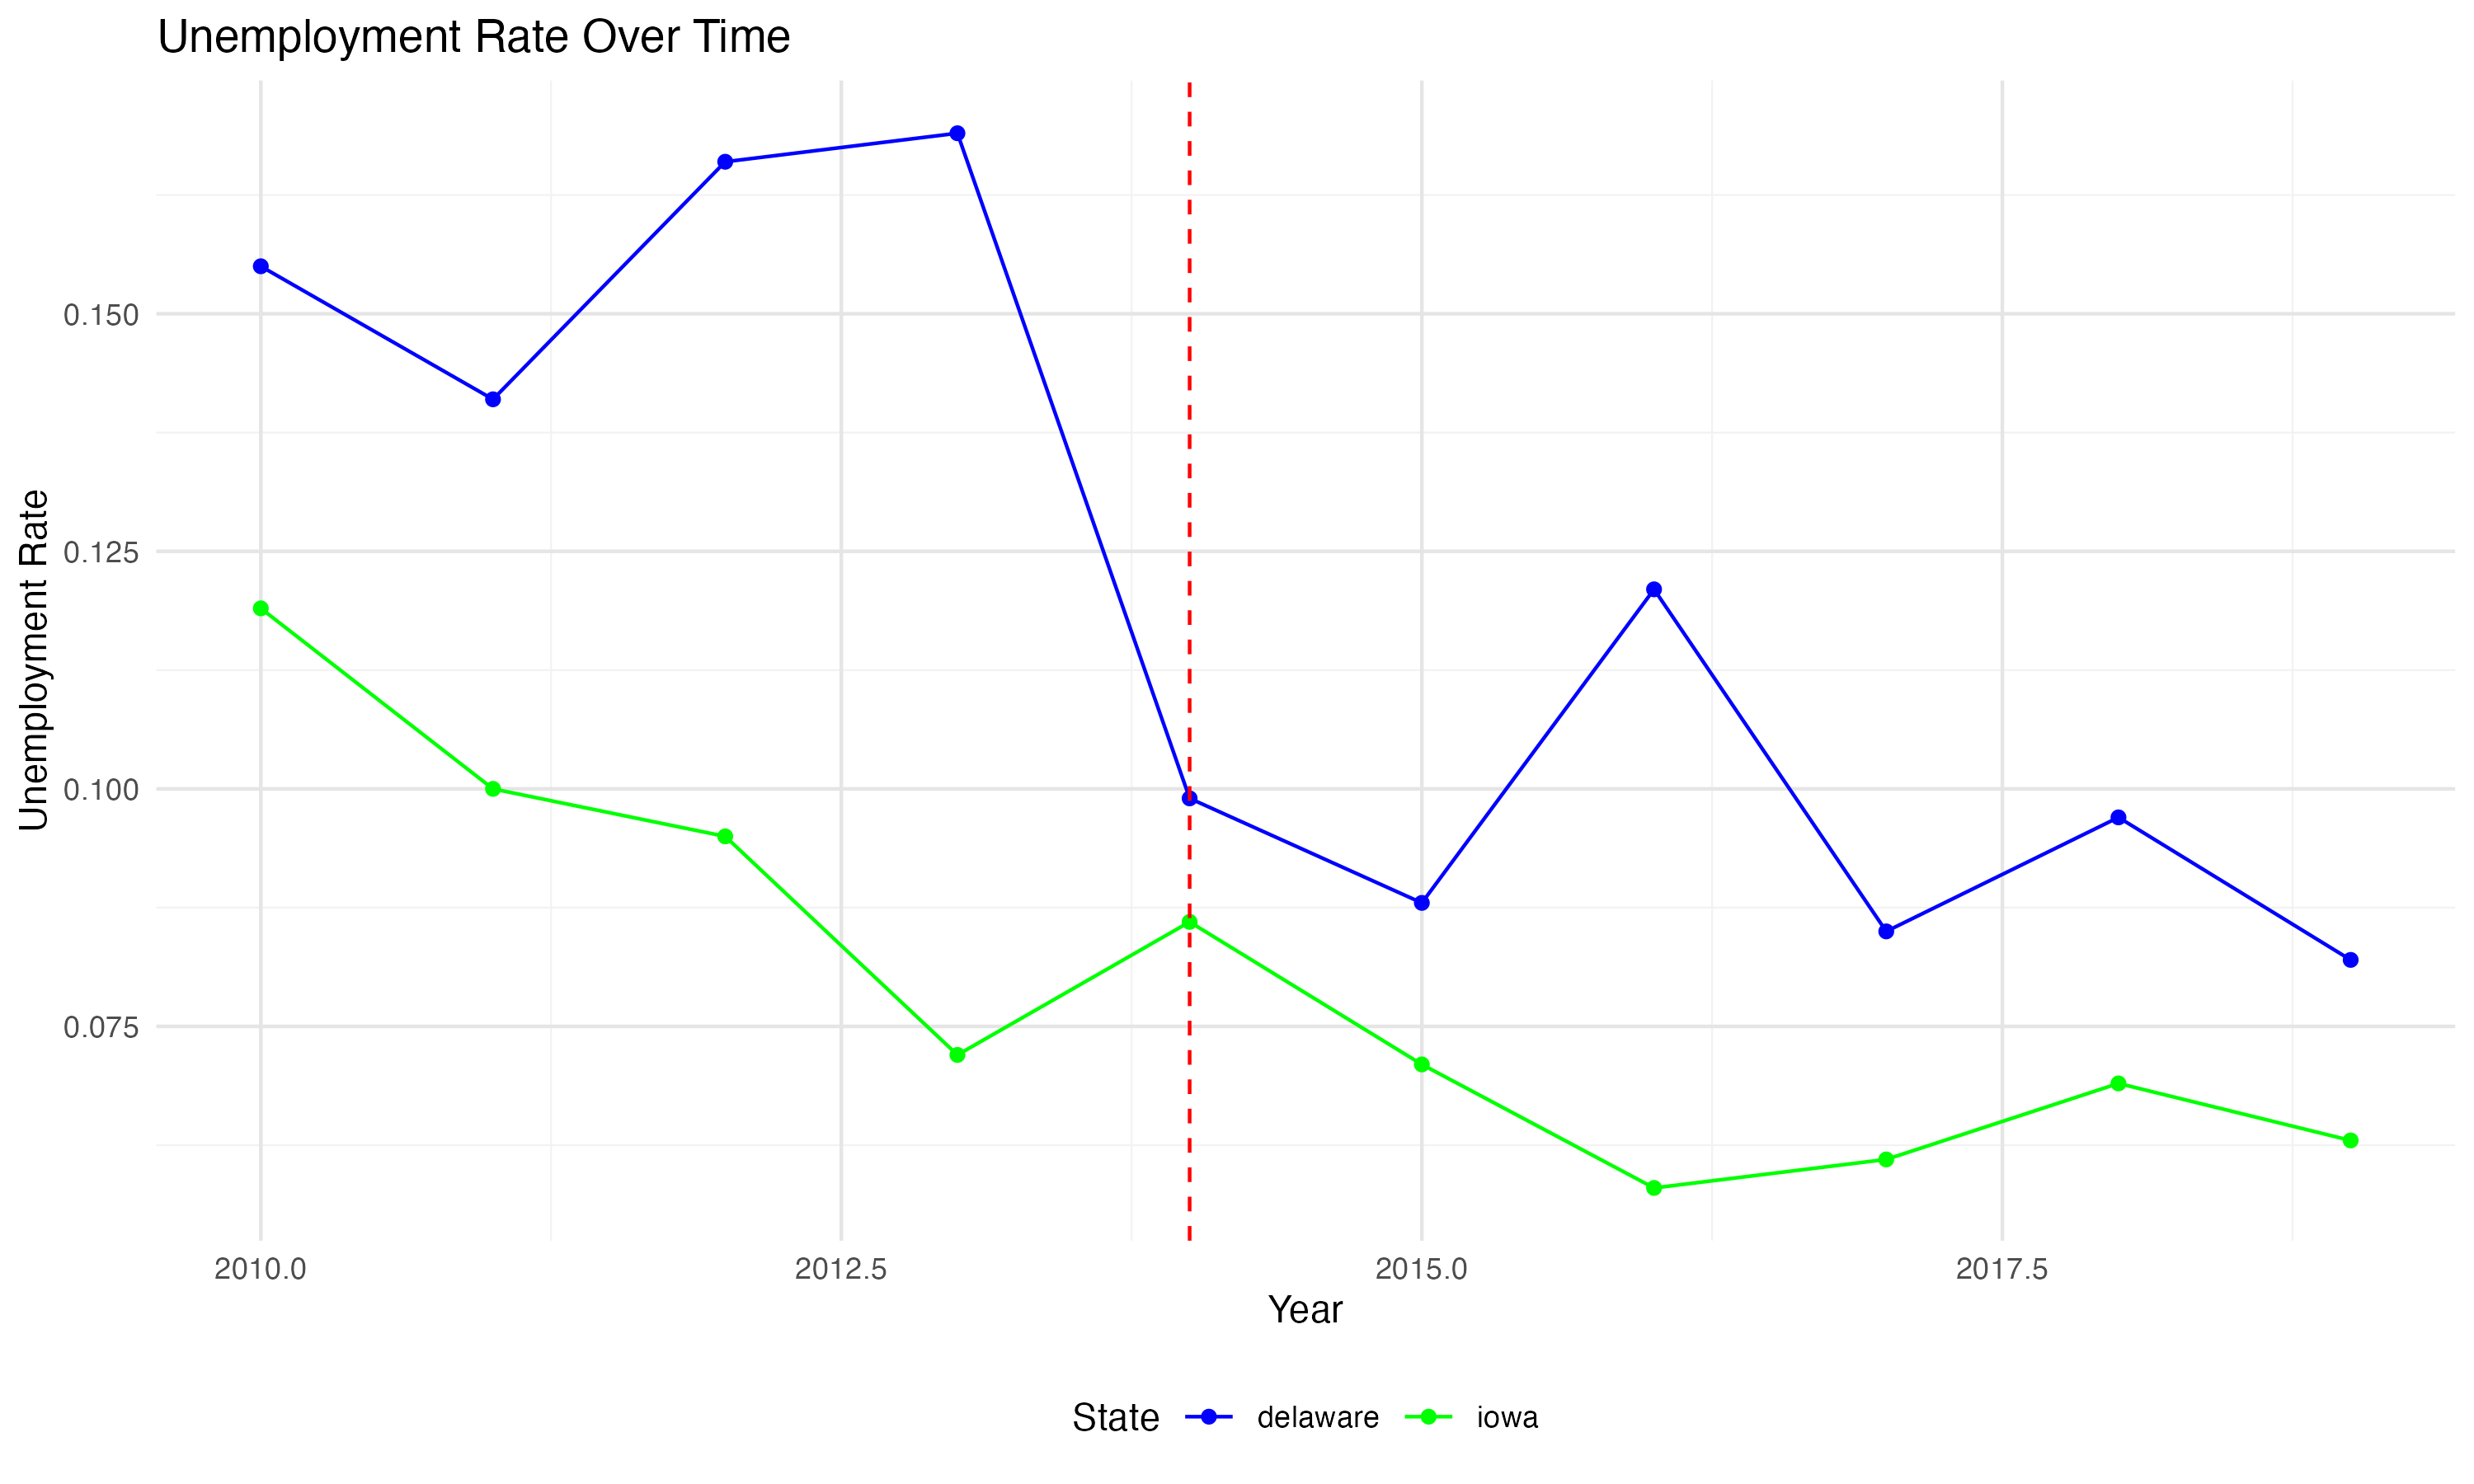 Unemployment Rate Over Time
Unemployment Rate
0.150
0.125
0.100
0.075
2010.0 2012.5 2015.0 2017.5
Year
State delaware iowa